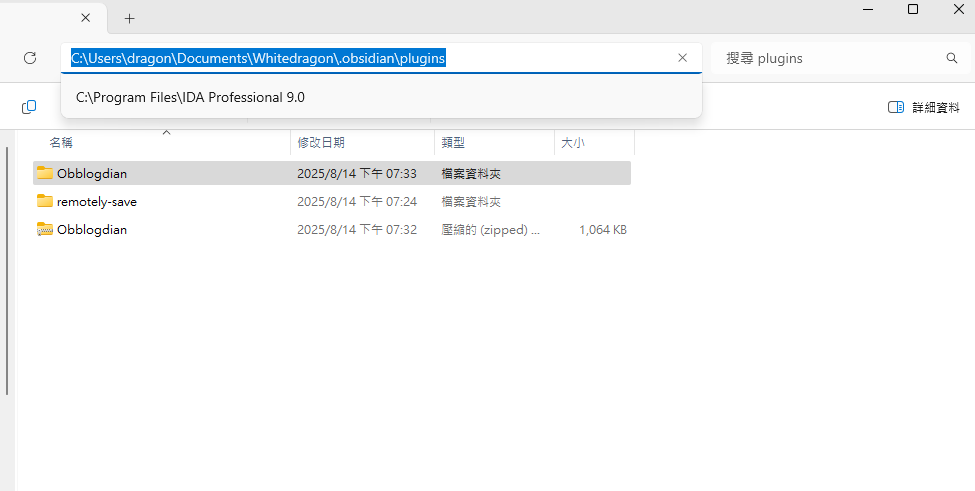 C:\Users\dragon\Documents\Whitedragon\.obsidian\plugins
搜尋 plugins
C:\Program Files\IDA Professional 9.0
詳細資料
名稱 修改日期 類型 大小
Obblogdian 2025/8/14 下午 07:33 檔案資料夾
remotely-save 2025/8/14 下午 07:24 檔案資料夾
Obblogdian 2025/8/14 下午 07:32 壓縮的 (zipped) ... 1,064 KB